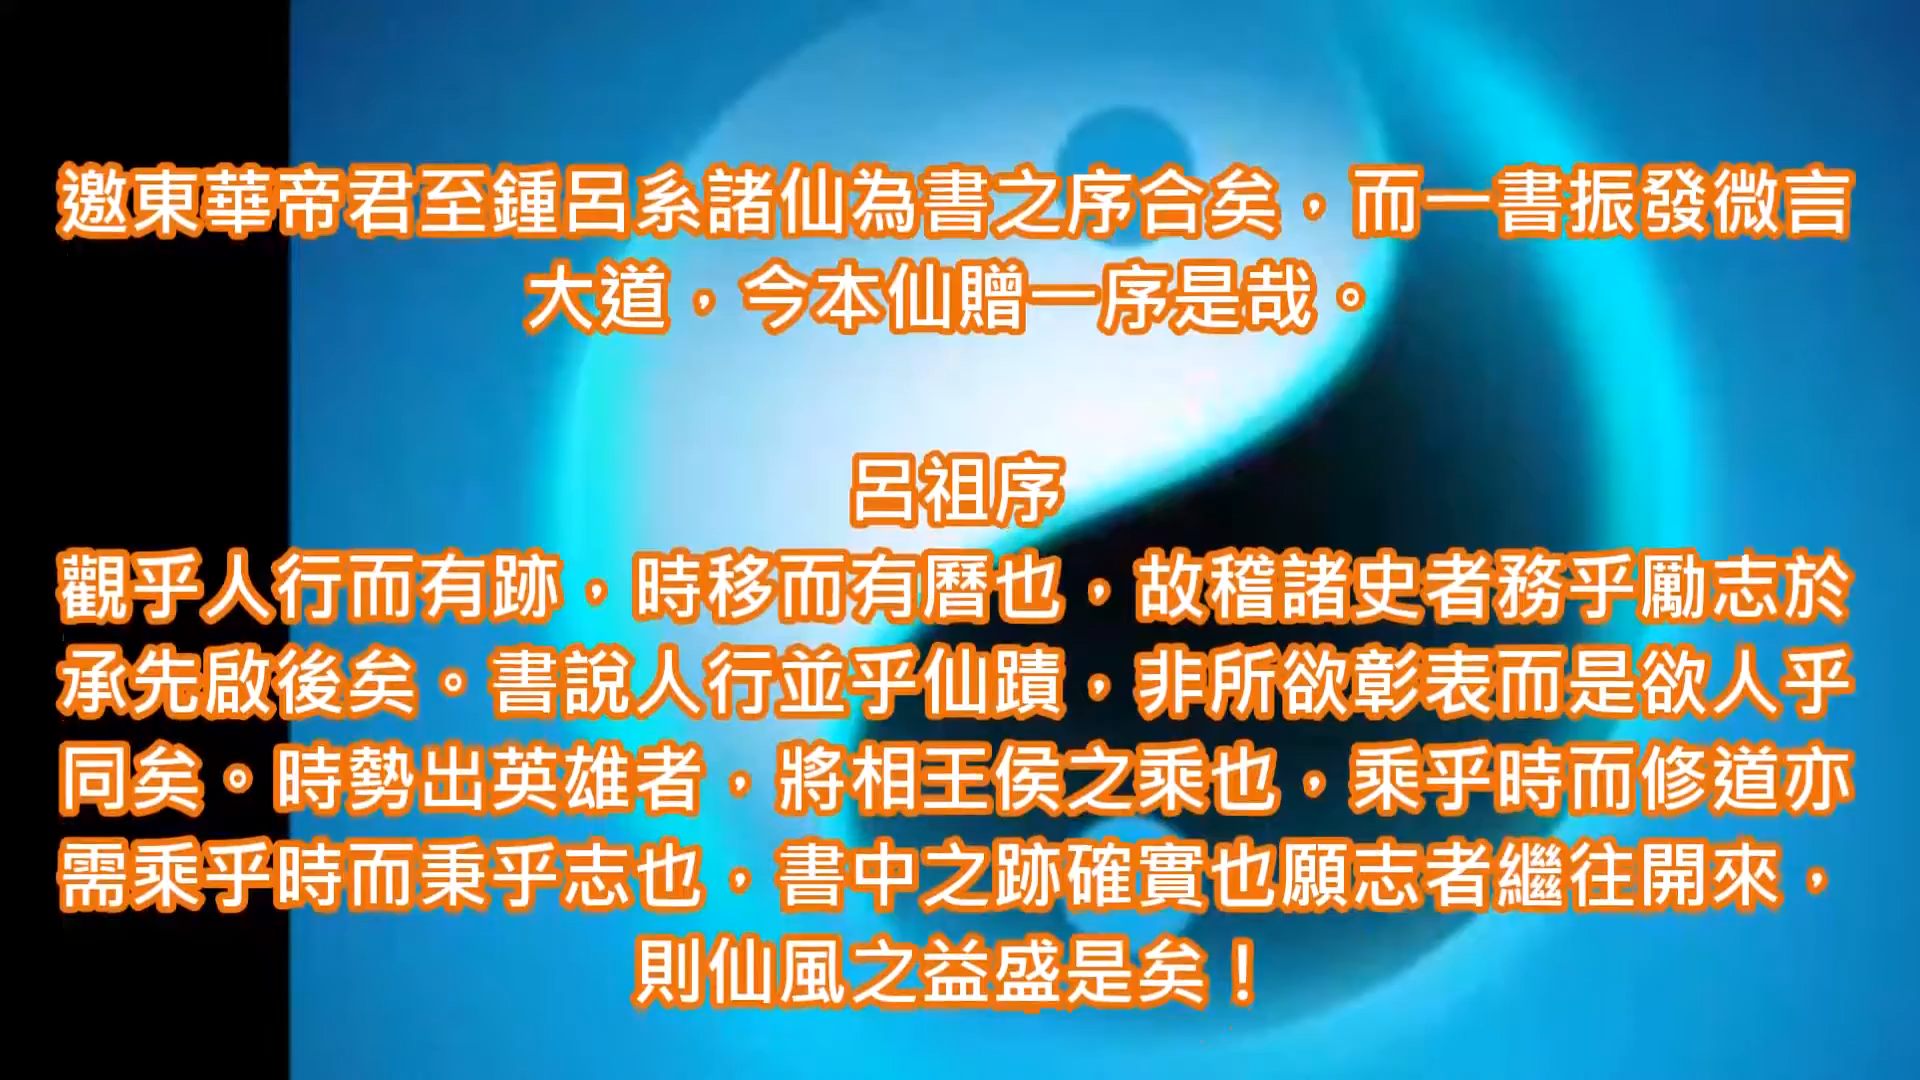 邀東華帝君至鍾呂系諸仙為書之序合矣，而一書振發微言
大道，今本仙贈一序是哉。
呂祖序
觀乎人行而有跡，時移而有曆也，故稽諸史者務乎勵志於
承先啟後矣。書說人行並乎仙蹟，非所欲彰表而是欲人乎
同矣。時勢出英雄者，將相王侯之乘也，乘乎時而修道亦
需乘乎時而秉乎志也，書中之跡確實也願志者繼往開來，
則仙風之益盛是矣！